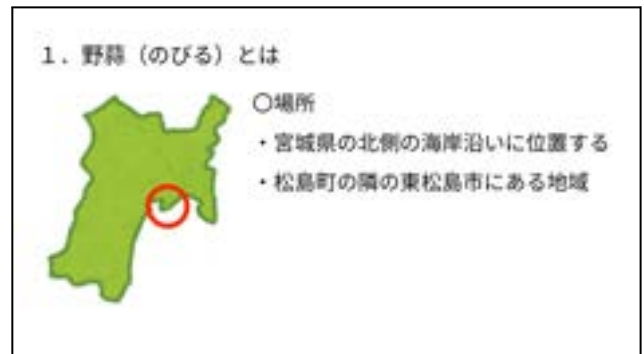 1．野蒜（のびる）とは
〇場所
・宮城県の北側の海岸沿いに位置する
・松島町の隣の東松島市にある地域